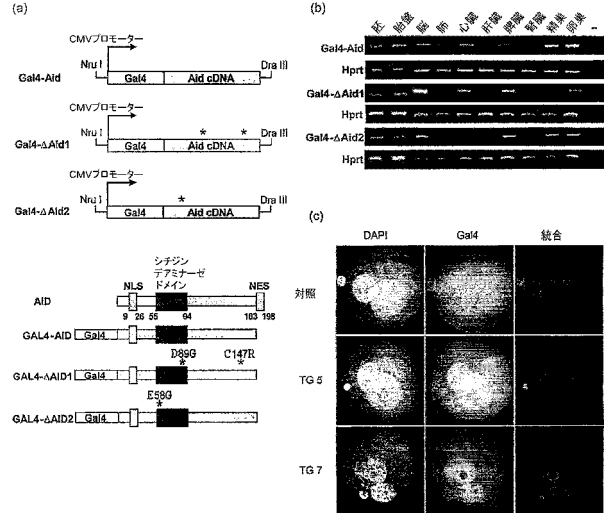 (a)
CMVプロモーター
Nru I
Dra III
Gal4-Aid
Gal4
Aid cDNA
CMVプロモーター
Nru I
* *
Dra III
Gal4-ΔAid1
Gal4
Aid cDNA
CMVプロモーター
Nru I
*
Dra III
Gal4-ΔAid2
Gal4
Aid cDNA
シチジン
デアミナーゼ
ドメイン
NLS
NES
AID
9 26 55 94 183 198
GAL4-AID
Gal4
D89G C147R
* *
GAL4-ΔAID1
Gal4
E58G
*
GAL4-ΔAID2
Gal4
(b)
胚 胎盤 脳 肺 心臓 肝臓 脾臓 腎臓 精巣 卵巣 –
Gal4-Aid
Hprt
Gal4-ΔAid1
Hprt
Gal4-ΔAid2
Hprt
(c)
DAPI Gal4 統合
対照
TG 5
TG 7